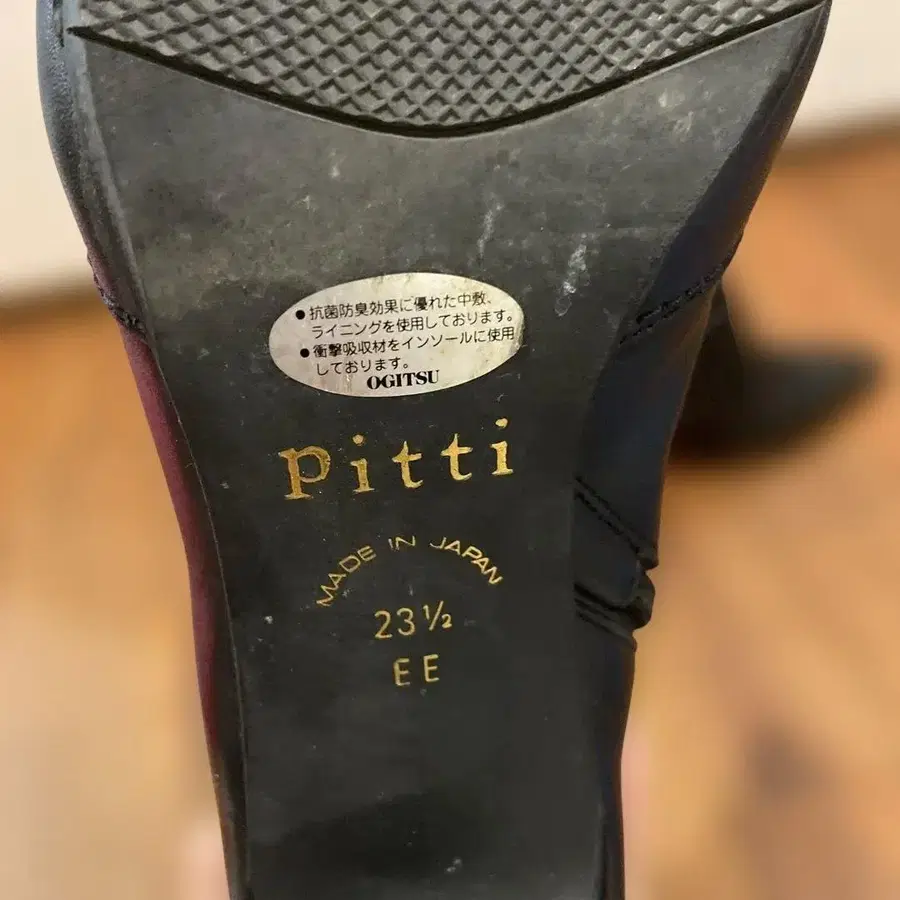 ●抗菌防臭効果に優れた中敷、
ライニングを使用しております。
●衝撃吸収材をインソールに使用
しております。
OGITSU
Pitti
MADE IN JAPAN
23½
EE